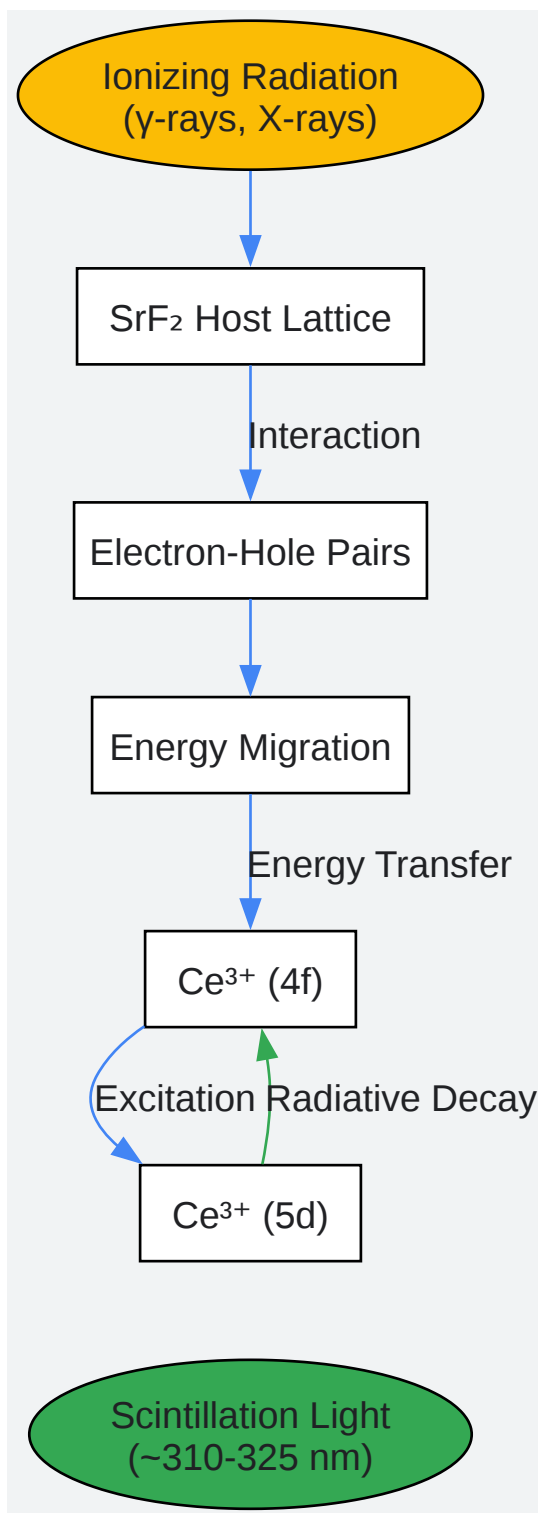 Ionizing Radiation
(γ-rays, X-rays)
SrF₂ Host Lattice
Interaction
Electron-Hole Pairs
Energy Migration
Energy Transfer
Ce³⁺ (4f)
Excitation Radiative Decay
Ce³⁺ (5d)
Scintillation Light
(~310-325 nm)